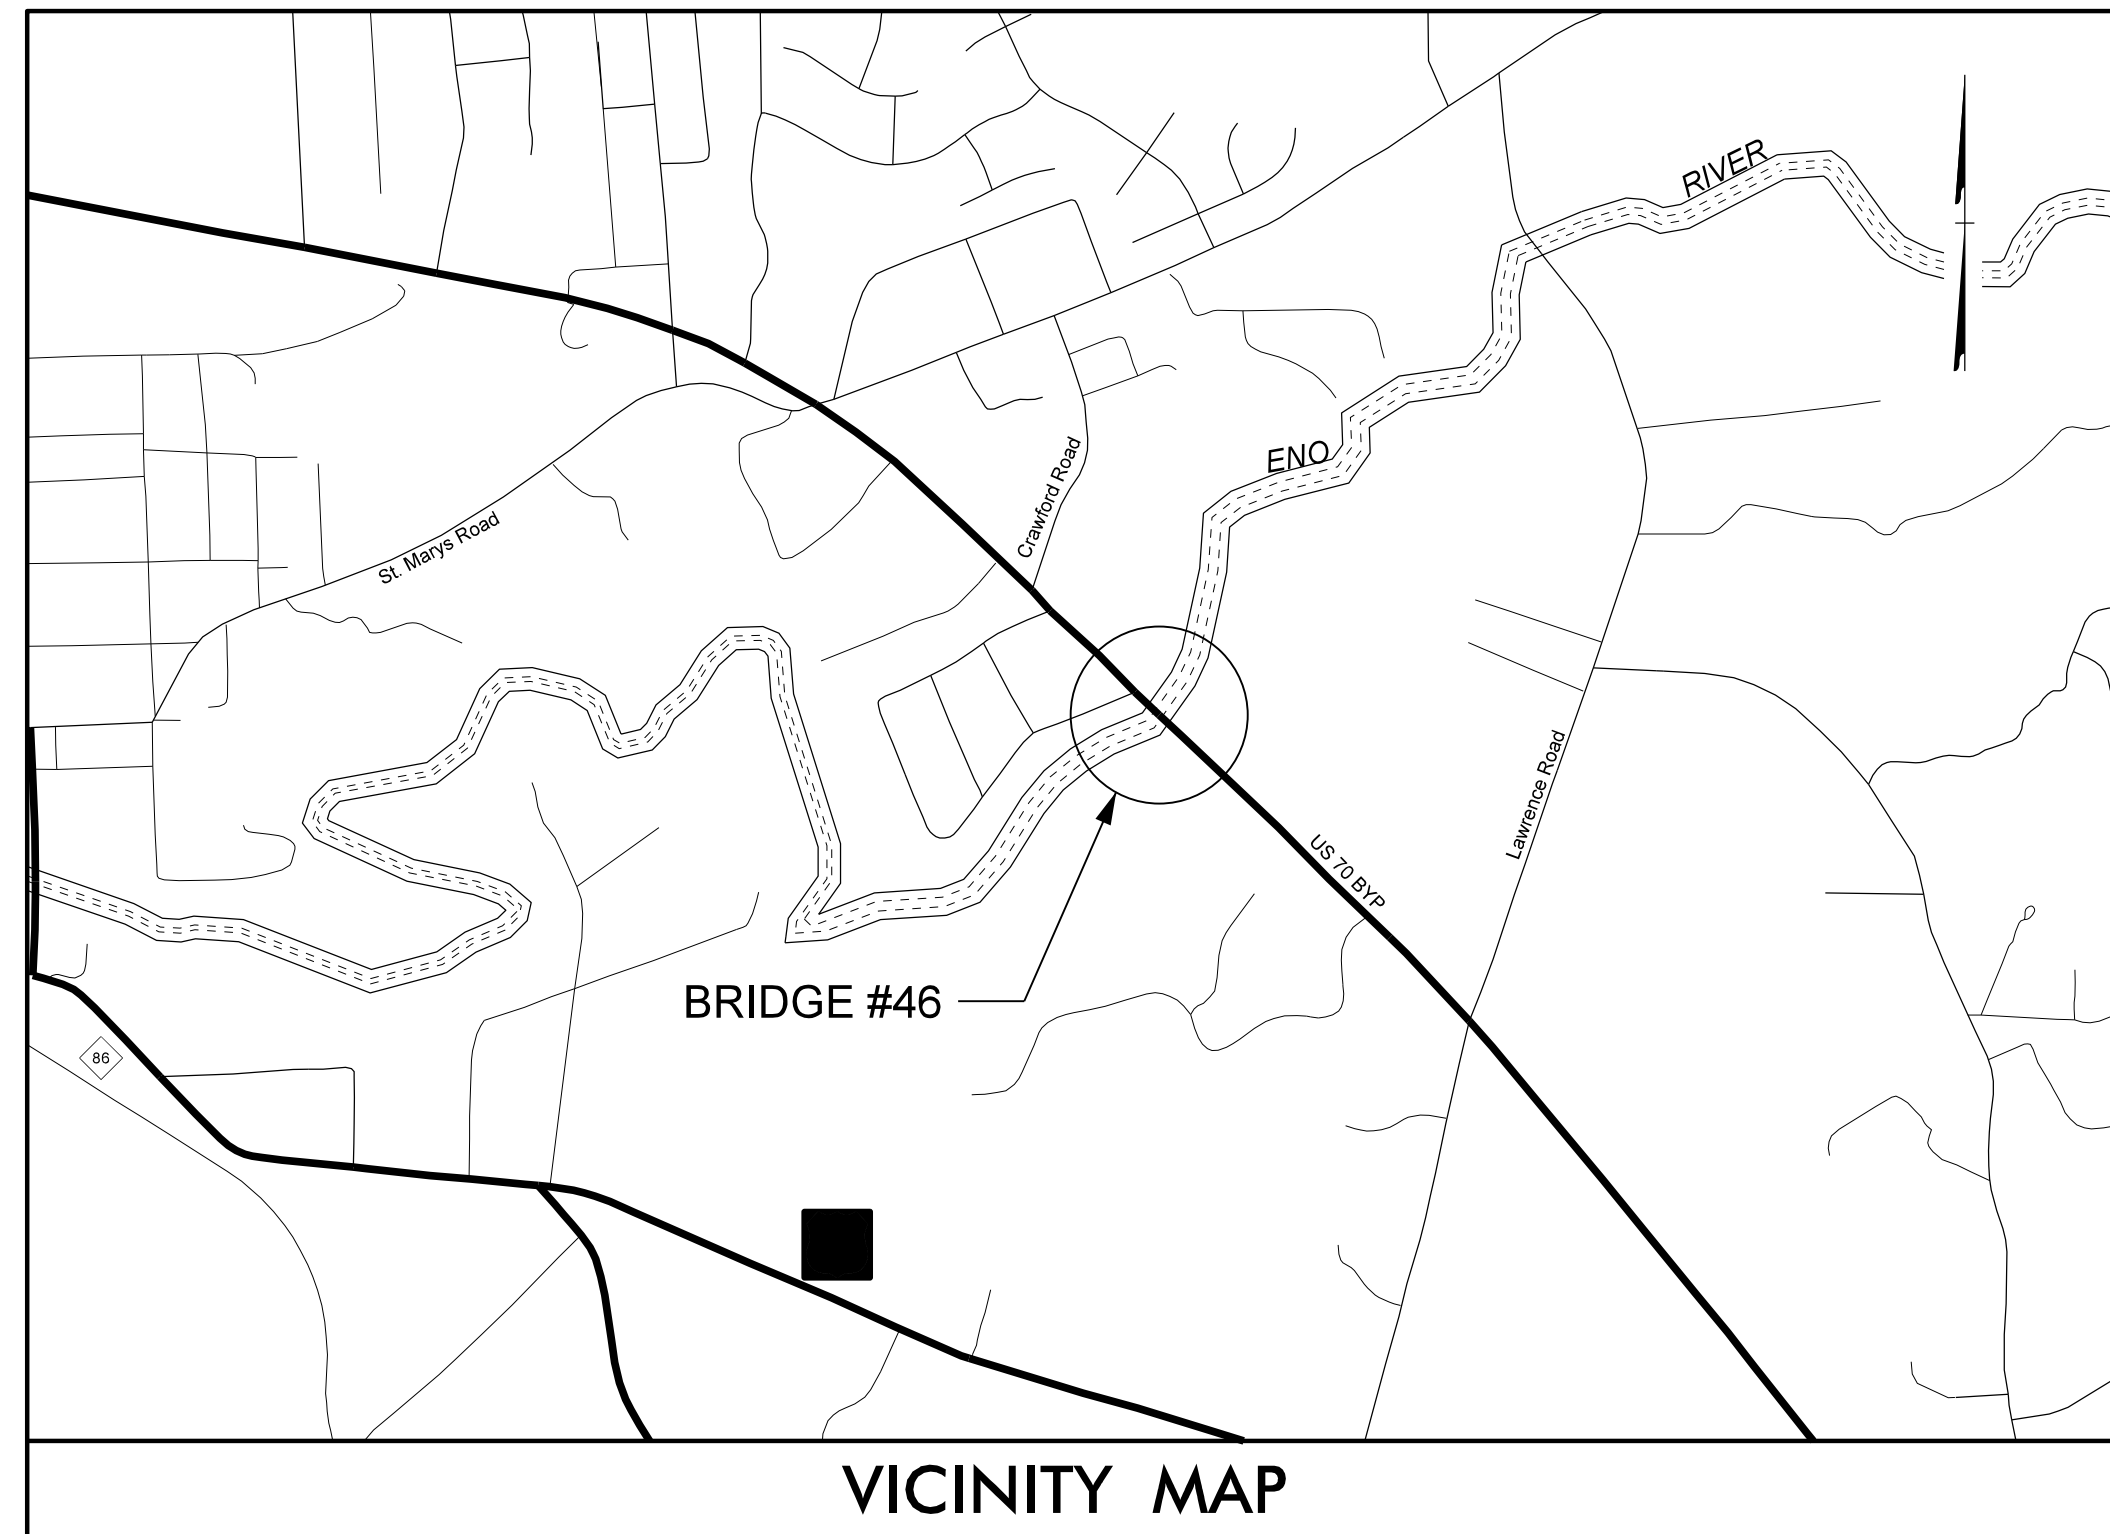 RIVER
ENO
Crawford Road
St. Marys Road
Lawrence Road
US 70 BYP
BRIDGE #46
86
VICINITY MAP